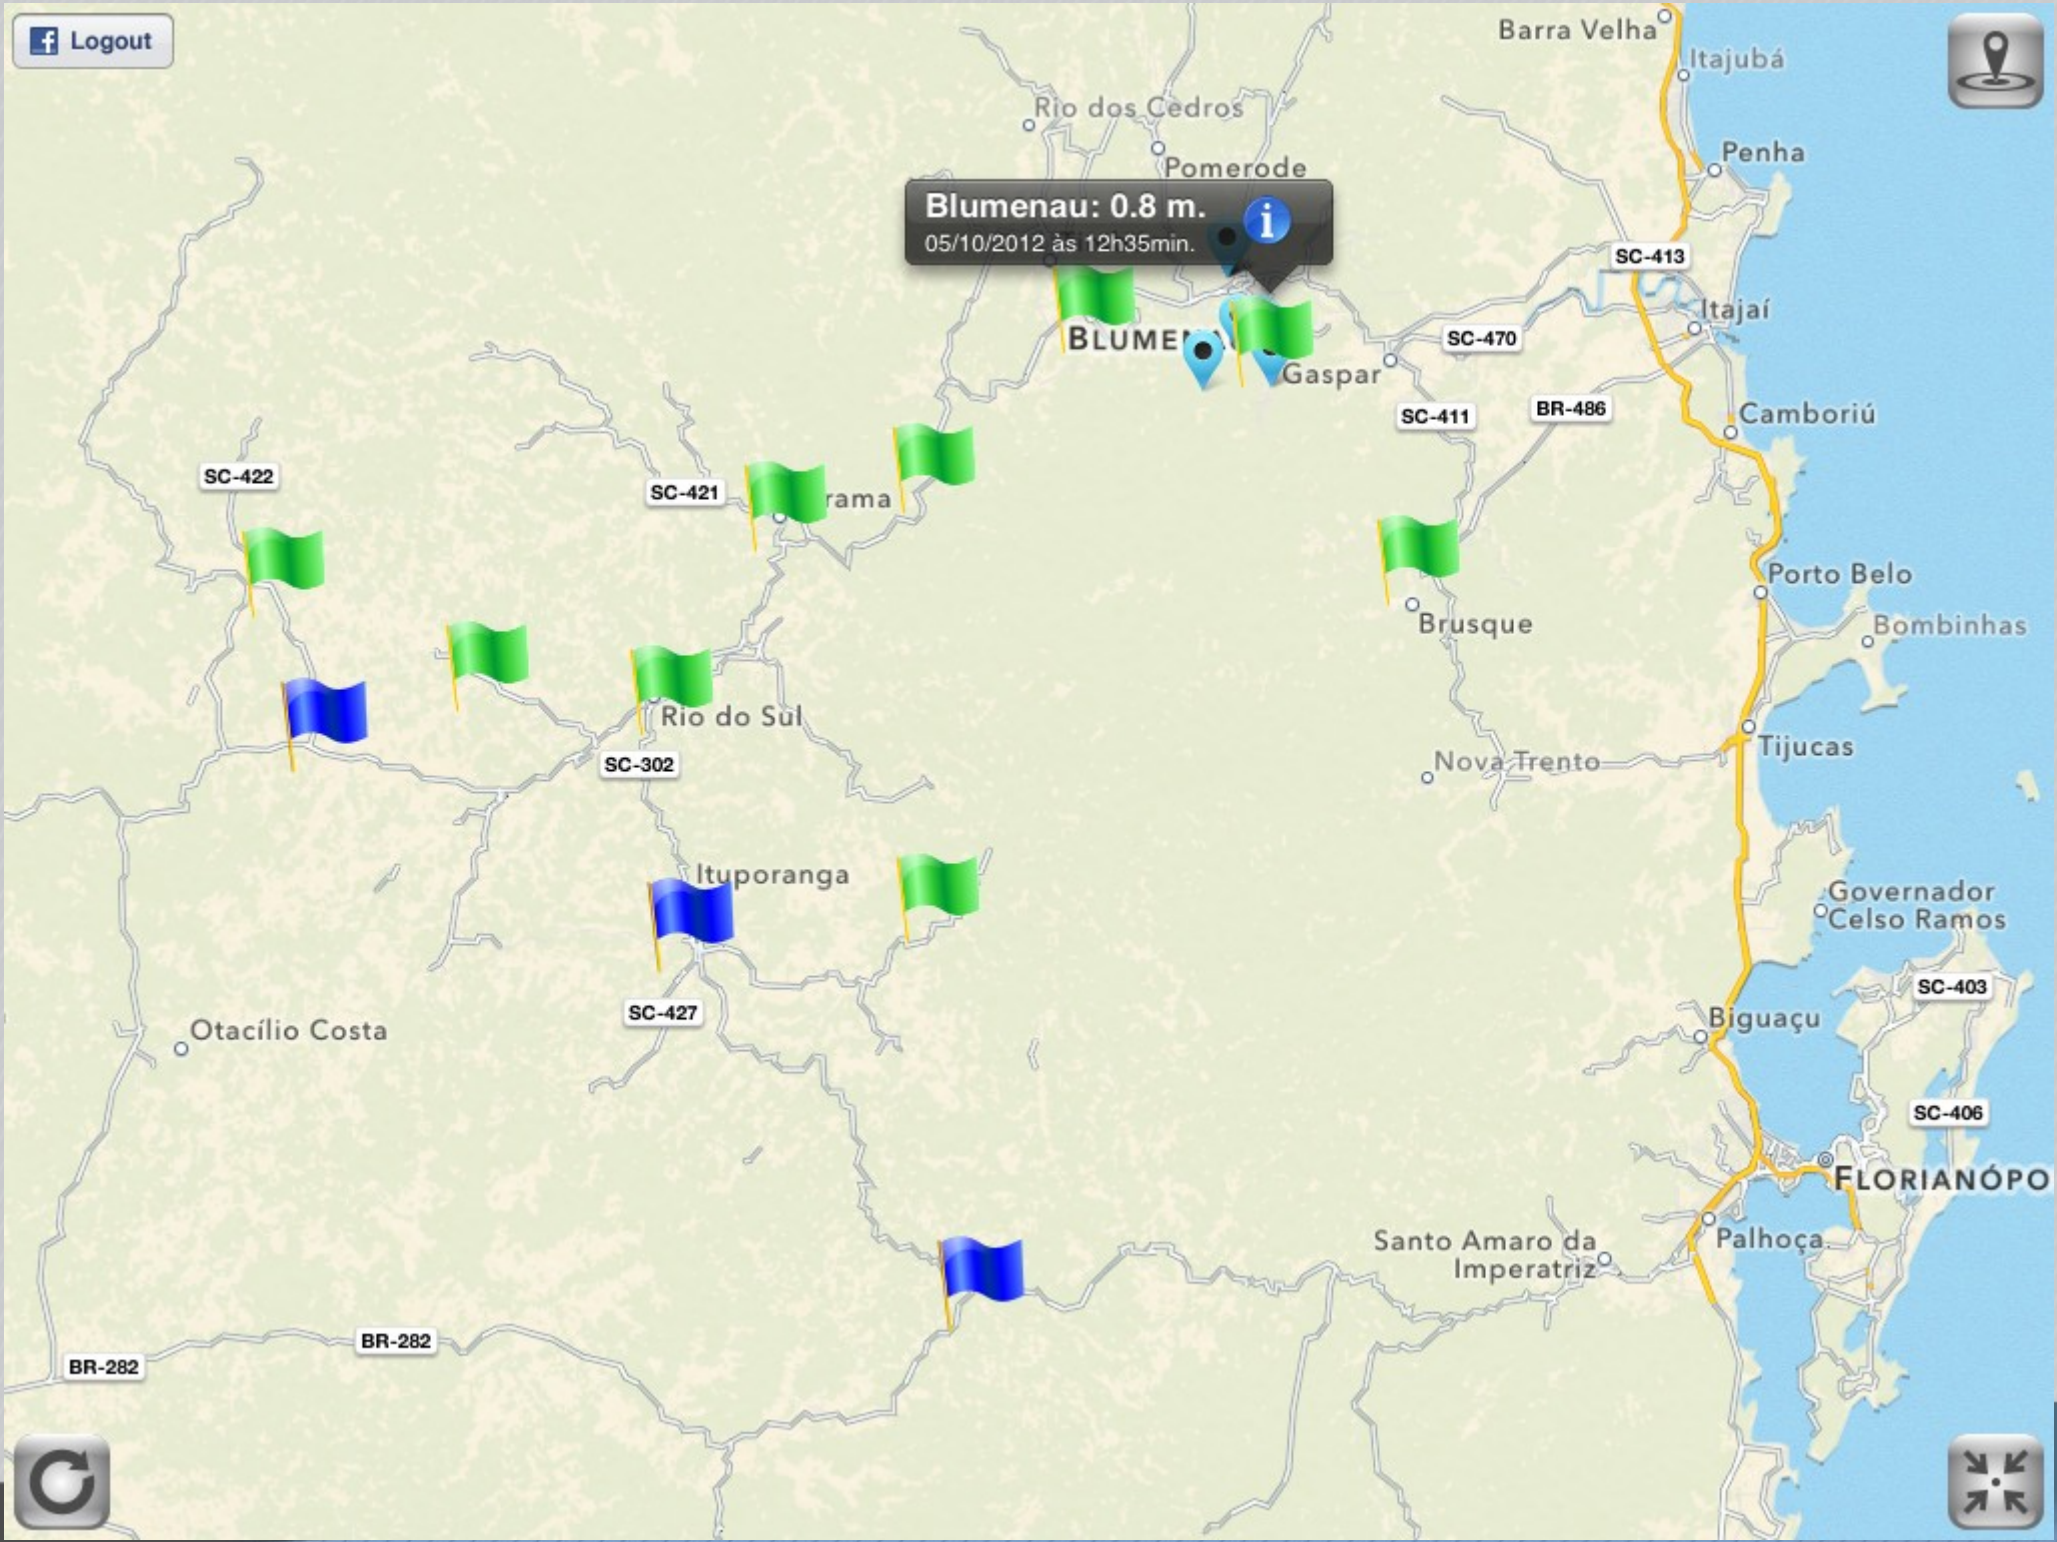 Logout
Barra Velha
Itajubá
Rio dos Cedros
Pomerode
Penha
Blumenau: 0.8 m.
05/10/2012 às 12h35min.
SC-413
Itajaí
BLUMENAU
SC-470
Gaspar
SC-411
BR-486
Camboriú
SC-422
SC-421
rama
Porto Belo
Brusque
Bombinhas
Rio do Sul
Tijucas
SC-302
Nova Trento
Ituporanga
Governador
Celso Ramos
SC-403
SC-427
Biguaçu
Otacílio Costa
SC-406
FLORIANÓPO
Santo Amaro da
Imperatriz
Palhoça
BR-282
BR-282